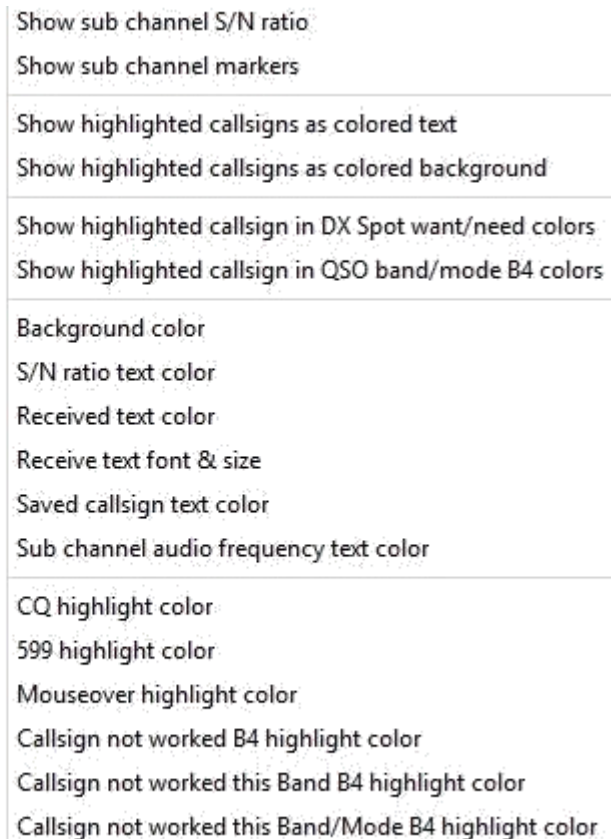 Show sub channel S/N ratio
Show sub channel markers
Show highlighted callsigns as colored text
Show highlighted callsigns as colored background
Show highlighted callsign in DX Spot want/need colors
Show highlighted callsign in QSO band/mode B4 colors
Background color
S/N ratio text color
Received text color
Receive text font & size
Saved callsign text color
Sub channel audio frequency text color
CQ highlight color
599 highlight color
Mouseover highlight color
Callsign not worked B4 highlight color
Callsign not worked this Band B4 highlight color
Callsign not worked this Band/Mode B4 highlight color